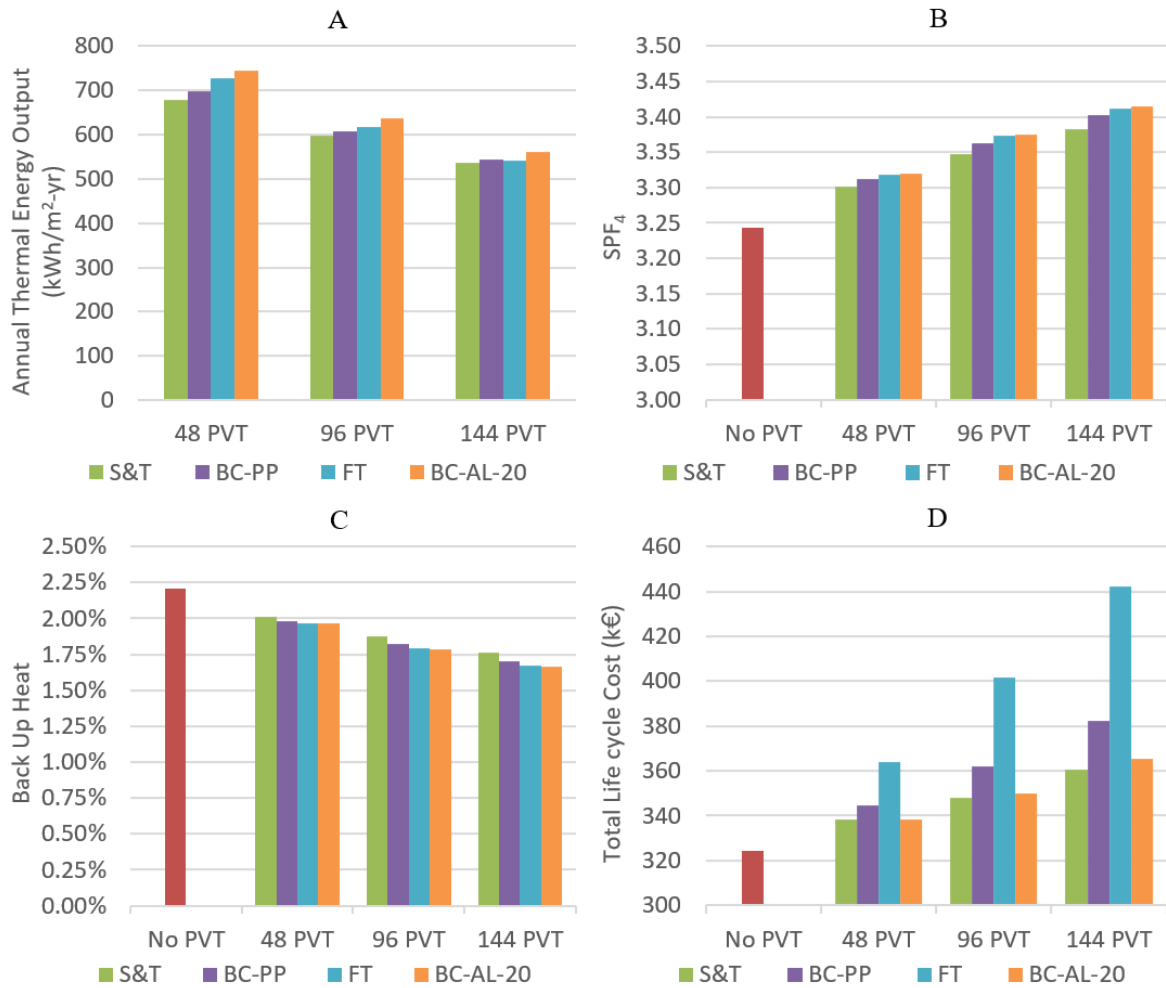 A
Annual Thermal Energy Output
(kWh/m²-yr)
800
700
600
500
400
300
200
100
0
48 PVT 96 PVT 144 PVT
S&T BC-PP FT BC-AL-20
B
SPF₄
3.50
3.45
3.40
3.35
3.30
3.25
3.20
3.15
3.10
3.05
3.00
No PVT 48 PVT 96 PVT 144 PVT
S&T BC-PP FT BC-AL-20
C
Back Up Heat
2.50%
2.25%
2.00%
1.75%
1.50%
1.25%
1.00%
0.75%
0.50%
0.25%
0.00%
No PVT 48 PVT 96 PVT 144 PVT
S&T BC-PP FT BC-AL-20
D
Total Life cycle Cost (k€)
460
440
420
400
380
360
340
320
300
No PVT 48 PVT 96 PVT 144 PVT
S&T BC-PP FT BC-AL-20